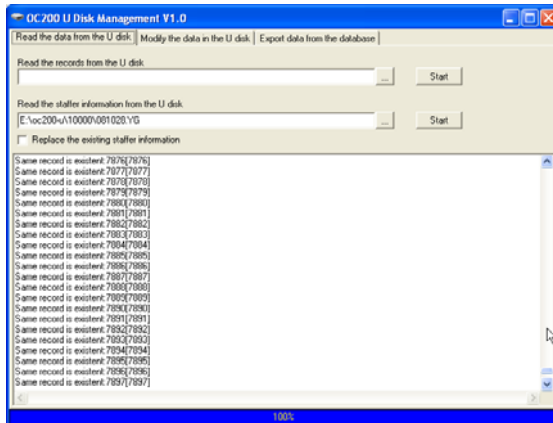 OC200 U Disk Management V1.0
Read the data from the U disk Modify the data in the U disk Export data from the database
Read the records from the U disk
... Start
Read the staffer information from the U disk
E:\oc200-u\10000\081028.YG ... Start
Replace the existing staffer information
Same record is existent:7876[7876]
Same record is existent:7877[7877]
Same record is existent:7878[7878]
Same record is existent:7879[7879]
Same record is existent:7880[7880]
Same record is existent:7881[7881]
Same record is existent:7882[7882]
Same record is existent:7883[7883]
Same record is existent:7884[7884]
Same record is existent:7885[7885]
Same record is existent:7886[7886]
Same record is existent:7887[7887]
Same record is existent:7888[7888]
Same record is existent:7889[7889]
Same record is existent:7890[7890]
Same record is existent:7891[7891]
Same record is existent:7892[7892]
Same record is existent:7893[7893]
Same record is existent:7894[7894]
Same record is existent:7895[7895]
Same record is existent:7896[7896]
Same record is existent:7897[7897]
100%